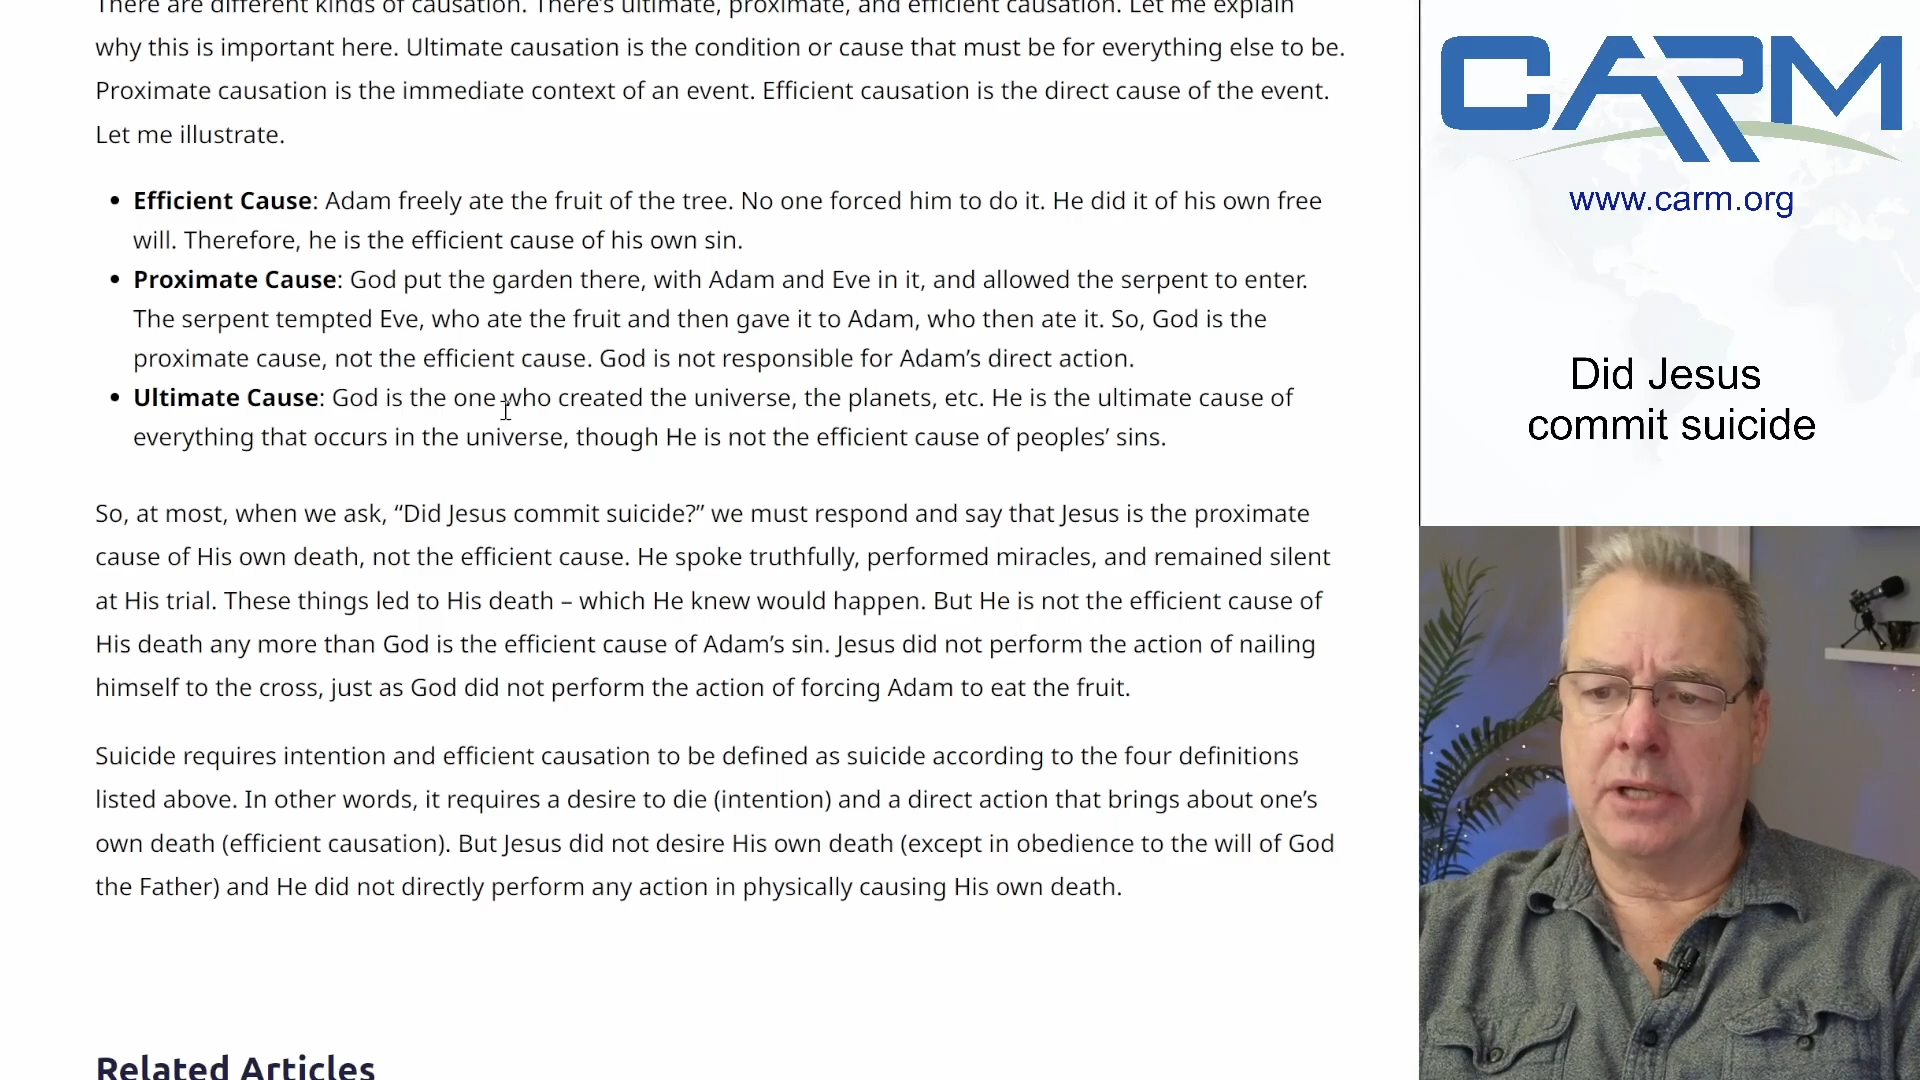 There are different kinds of causation. There's ultimate, proximate, and efficient causation. Let me explain
why this is important here. Ultimate causation is the condition or cause that must be for everything else to be.
Proximate causation is the immediate context of an event. Efficient causation is the direct cause of the event.
Let me illustrate.
• Efficient Cause: Adam freely ate the fruit of the tree. No one forced him to do it. He did it of his own free
will. Therefore, he is the efficient cause of his own sin.
• Proximate Cause: God put the garden there, with Adam and Eve in it, and allowed the serpent to enter.
The serpent tempted Eve, who ate the fruit and then gave it to Adam, who then ate it. So, God is the
proximate cause, not the efficient cause. God is not responsible for Adam’s direct action.
• Ultimate Cause: God is the one who created the universe, the planets, etc. He is the ultimate cause of
everything that occurs in the universe, though He is not the efficient cause of peoples’ sins.
So, at most, when we ask, “Did Jesus commit suicide?” we must respond and say that Jesus is the proximate
cause of His own death, not the efficient cause. He spoke truthfully, performed miracles, and remained silent
at His trial. These things led to His death – which He knew would happen. But He is not the efficient cause of
His death any more than God is the efficient cause of Adam’s sin. Jesus did not perform the action of nailing
himself to the cross, just as God did not perform the action of forcing Adam to eat the fruit.
Suicide requires intention and efficient causation to be defined as suicide according to the four definitions
listed above. In other words, it requires a desire to die (intention) and a direct action that brings about one’s
own death (efficient causation). But Jesus did not desire His own death (except in obedience to the will of God
the Father) and He did not directly perform any action in physically causing His own death.
Related Articles
CARM
www.carm.org
Did Jesus
commit suicide